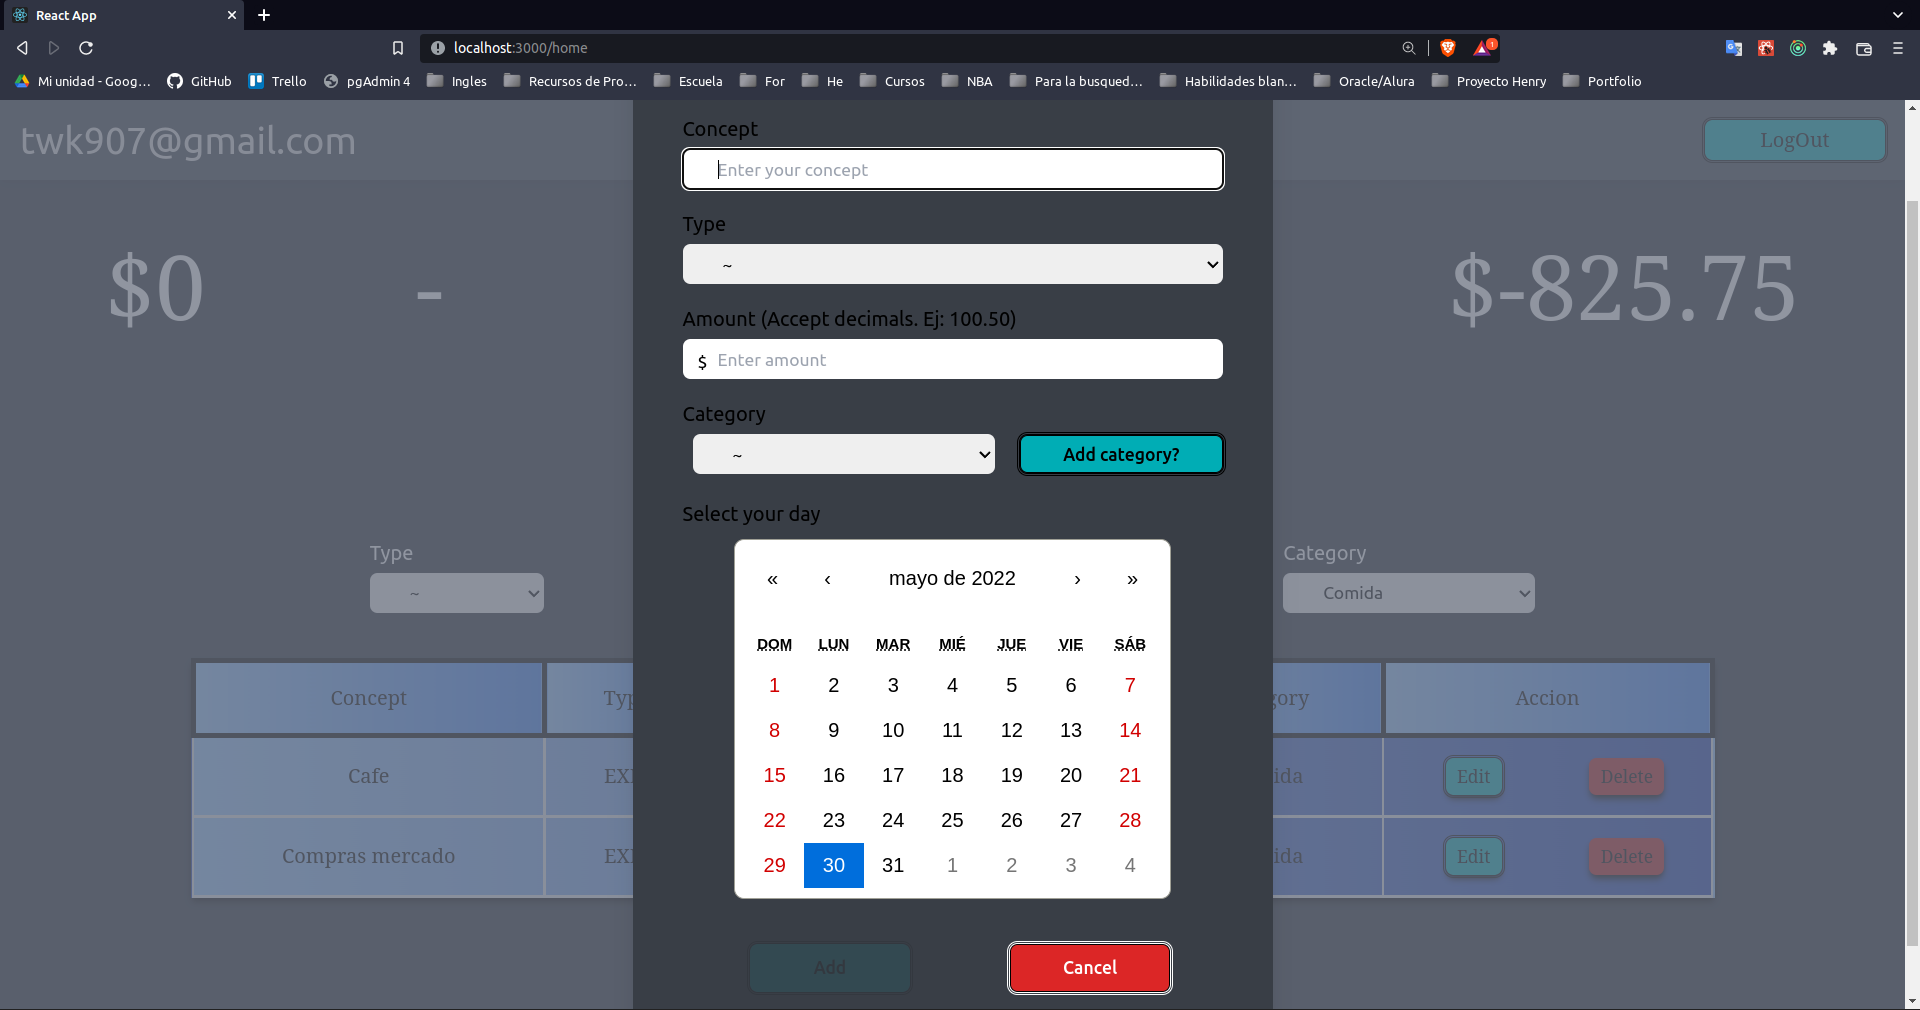 React App
localhost:3000/home
1
Mi unidad - Goog... GitHub Trello pgAdmin 4 Ingles Recursos de Pro... Escuela For He Cursos NBA Para la busqued... Habilidades blan... Oracle/Alura Proyecto Henry Portfolio
twk907@gmail.com
LogOut
Concept
Enter your concept
Type
~
$0 - $-825.75
Amount (Accept decimals. Ej: 100.50)
$ Enter amount
Category
~ Add category?
Select your day
Type
~
Category
Comida
« ‹ mayo de 2022 › »
DOM LUN MAR MIÉ JUE VIE SÁB
1 2 3 4 5 6 7
8 9 10 11 12 13 14
15 16 17 18 19 20 21
22 23 24 25 26 27 28
29 30 31 1 2 3 4
Concept Typ gory Accion
Cafe EX ida Edit Delete
Compras mercado EX ida Edit Delete
Add Cancel